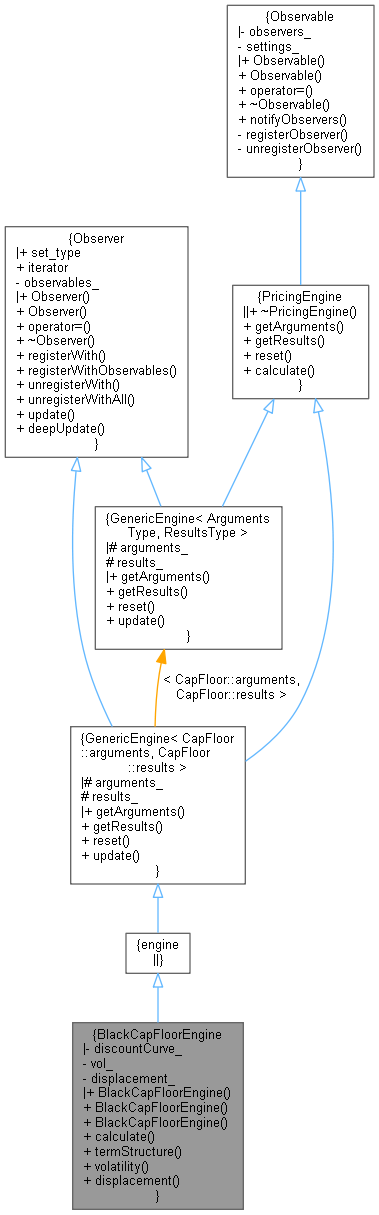 {Observable
|- observers_
- settings_
|+ Observable()
+ Observable()
+ operator=()
+ ~Observable()
+ notifyObservers()
- registerObserver()
- unregisterObserver()
}
{Observer
|+ set_type
+ iterator
- observables_
|+ Observer()
+ Observer()
+ operator=()
+ ~Observer()
+ registerWith()
+ registerWithObservables()
+ unregisterWith()
+ unregisterWithAll()
+ update()
+ deepUpdate()
}
{PricingEngine
||+ ~PricingEngine()
+ getArguments()
+ getResults()
+ reset()
+ calculate()
}
{GenericEngine< Arguments
Type, ResultsType >
|# arguments_
# results_
|+ getArguments()
+ getResults()
+ reset()
+ update()
}
< CapFloor::arguments,
CapFloor::results >
{GenericEngine< CapFloor
::arguments, CapFloor
::results >
|# arguments_
# results_
|+ getArguments()
+ getResults()
+ reset()
+ update()
}
{engine
||}
{BlackCapFloorEngine
|- discountCurve_
- vol_
- displacement_
|+ BlackCapFloorEngine()
+ BlackCapFloorEngine()
+ BlackCapFloorEngine()
+ calculate()
+ termStructure()
+ volatility()
+ displacement()
}